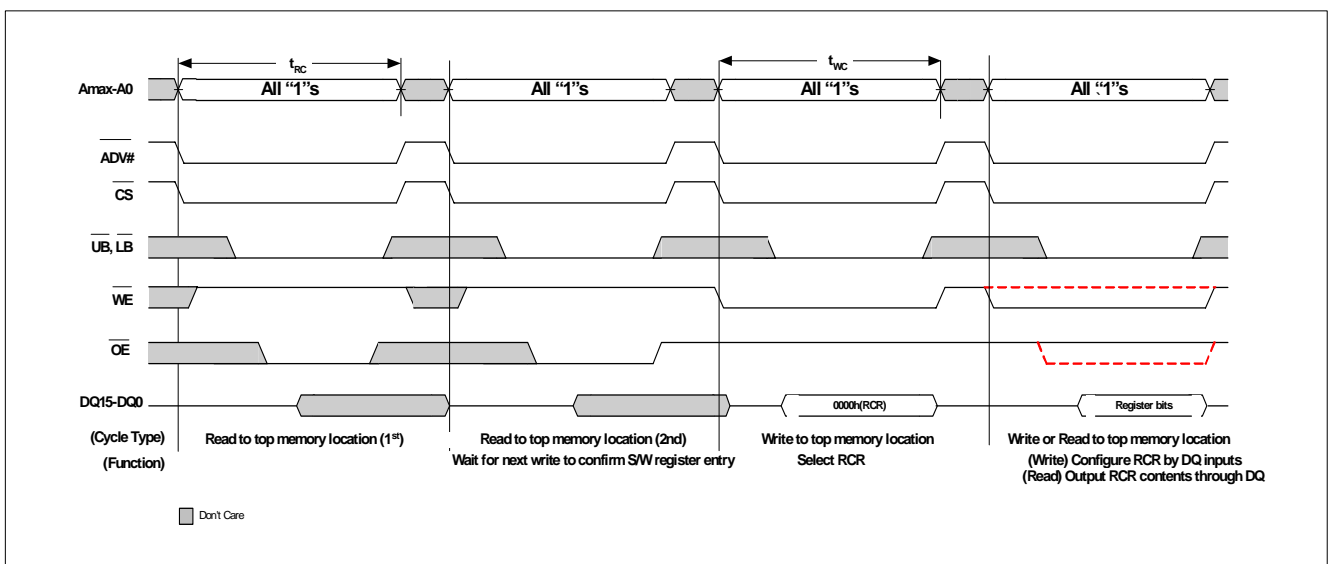 tRC
tWC
Amax-A0 All “1”s All “1”s All “1”s All “1”s
ADV#
CS
UB, LB
WE
OE
DQ15-DQ0 0000h(RCR) Register bits
(Cycle Type) Read to top memory location (1st) Read to top memory location (2nd) Write to top memory location Write or Read to top memory location
(Function) Wait for next write to confirm S/W register entry Select RCR (Write) Configure RCR by DQ inputs
(Read) Output RCR contents through DQ
Don't Care